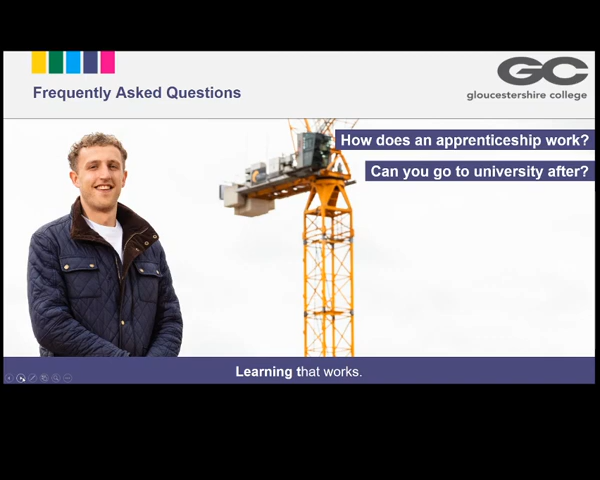 GC
Frequently Asked Questions
gloucestershire college
How does an apprenticeship work?
Can you go to university after?
Learning that works.